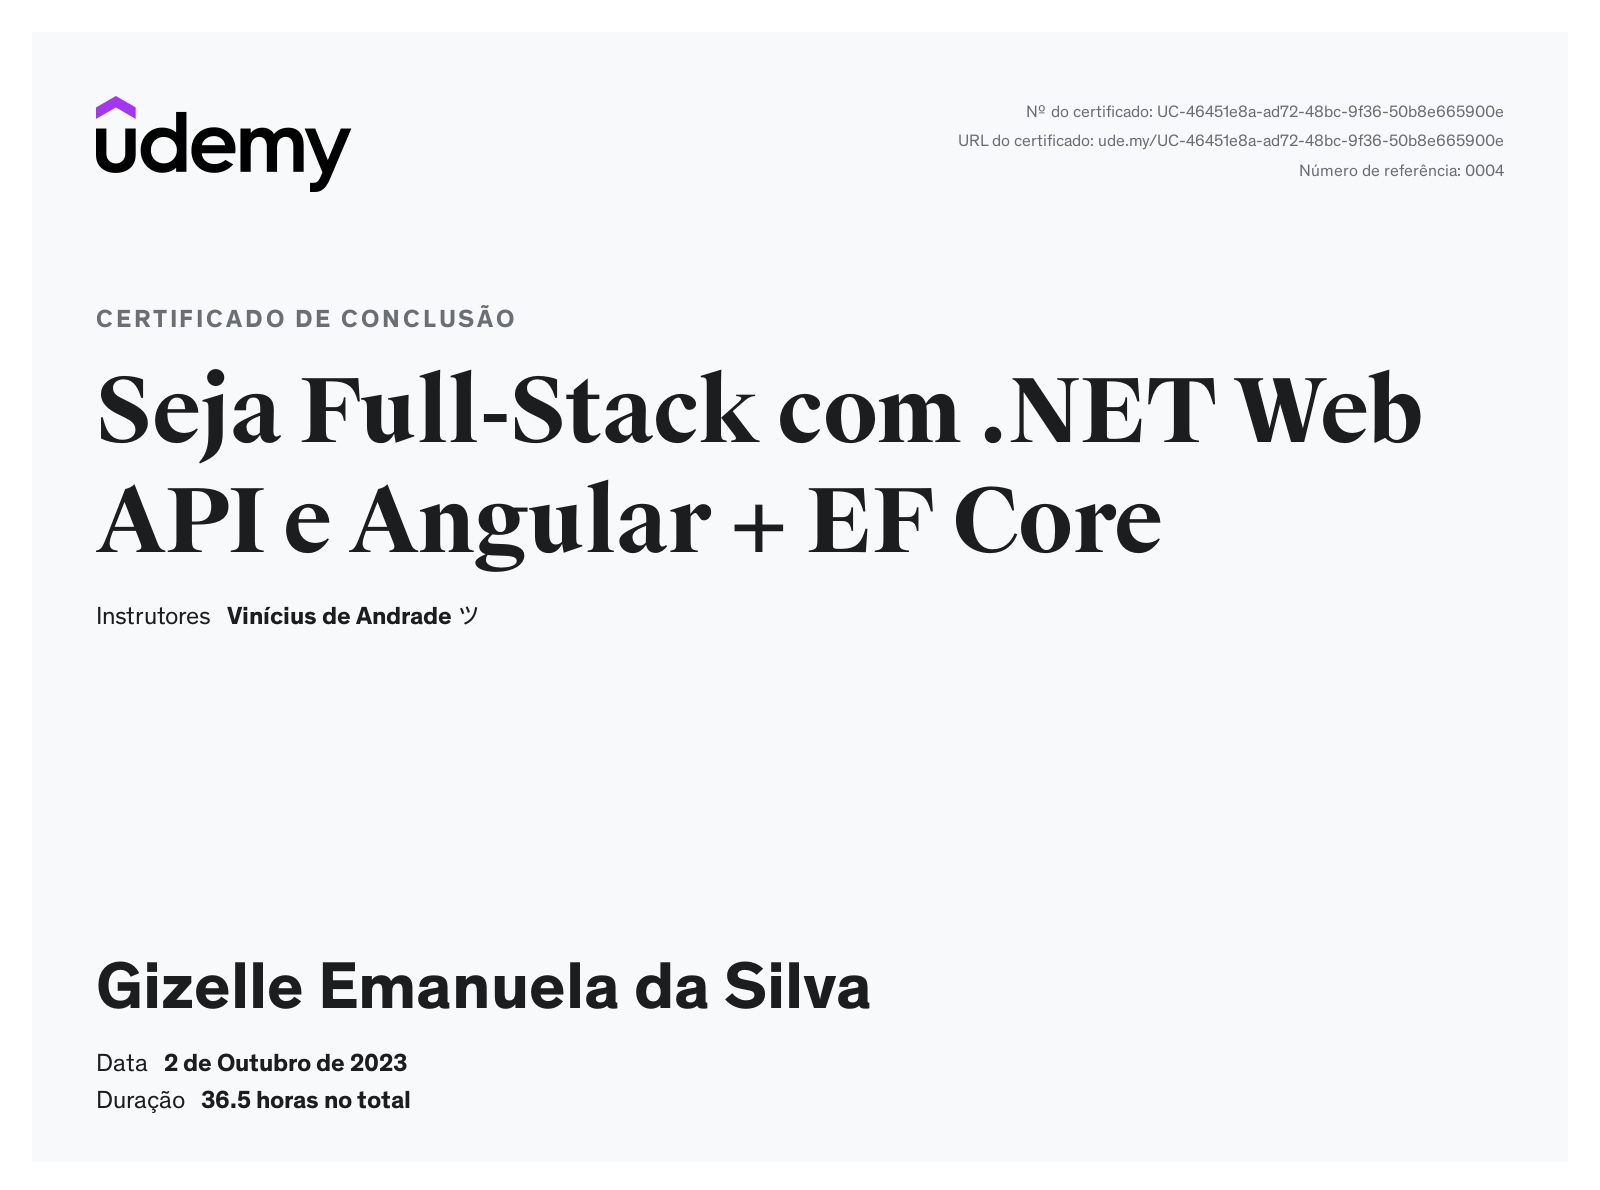 udemy
Nº do certificado: UC-46451e8a-ad72-48bc-9f36-50b8e665900e
URL do certificado: ude.my/UC-46451e8a-ad72-48bc-9f36-50b8e665900e
Número de referência: 0004
CERTIFICADO DE CONCLUSÃO
Seja Full-Stack com .NET Web
API e Angular + EF Core
Instrutores Vinícius de Andrade ツ
Gizelle Emanuela da Silva
Data 2 de Outubro de 2023
Duração 36.5 horas no total